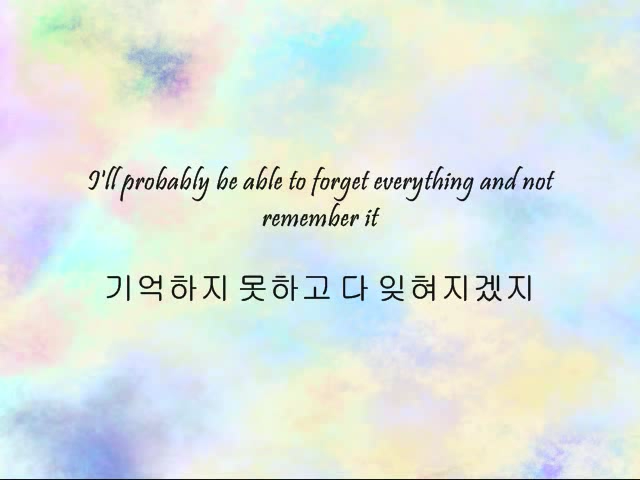 I'll probably be able to forget everything and not
remember it
기억하지 못하고 다 잊혀지겠지